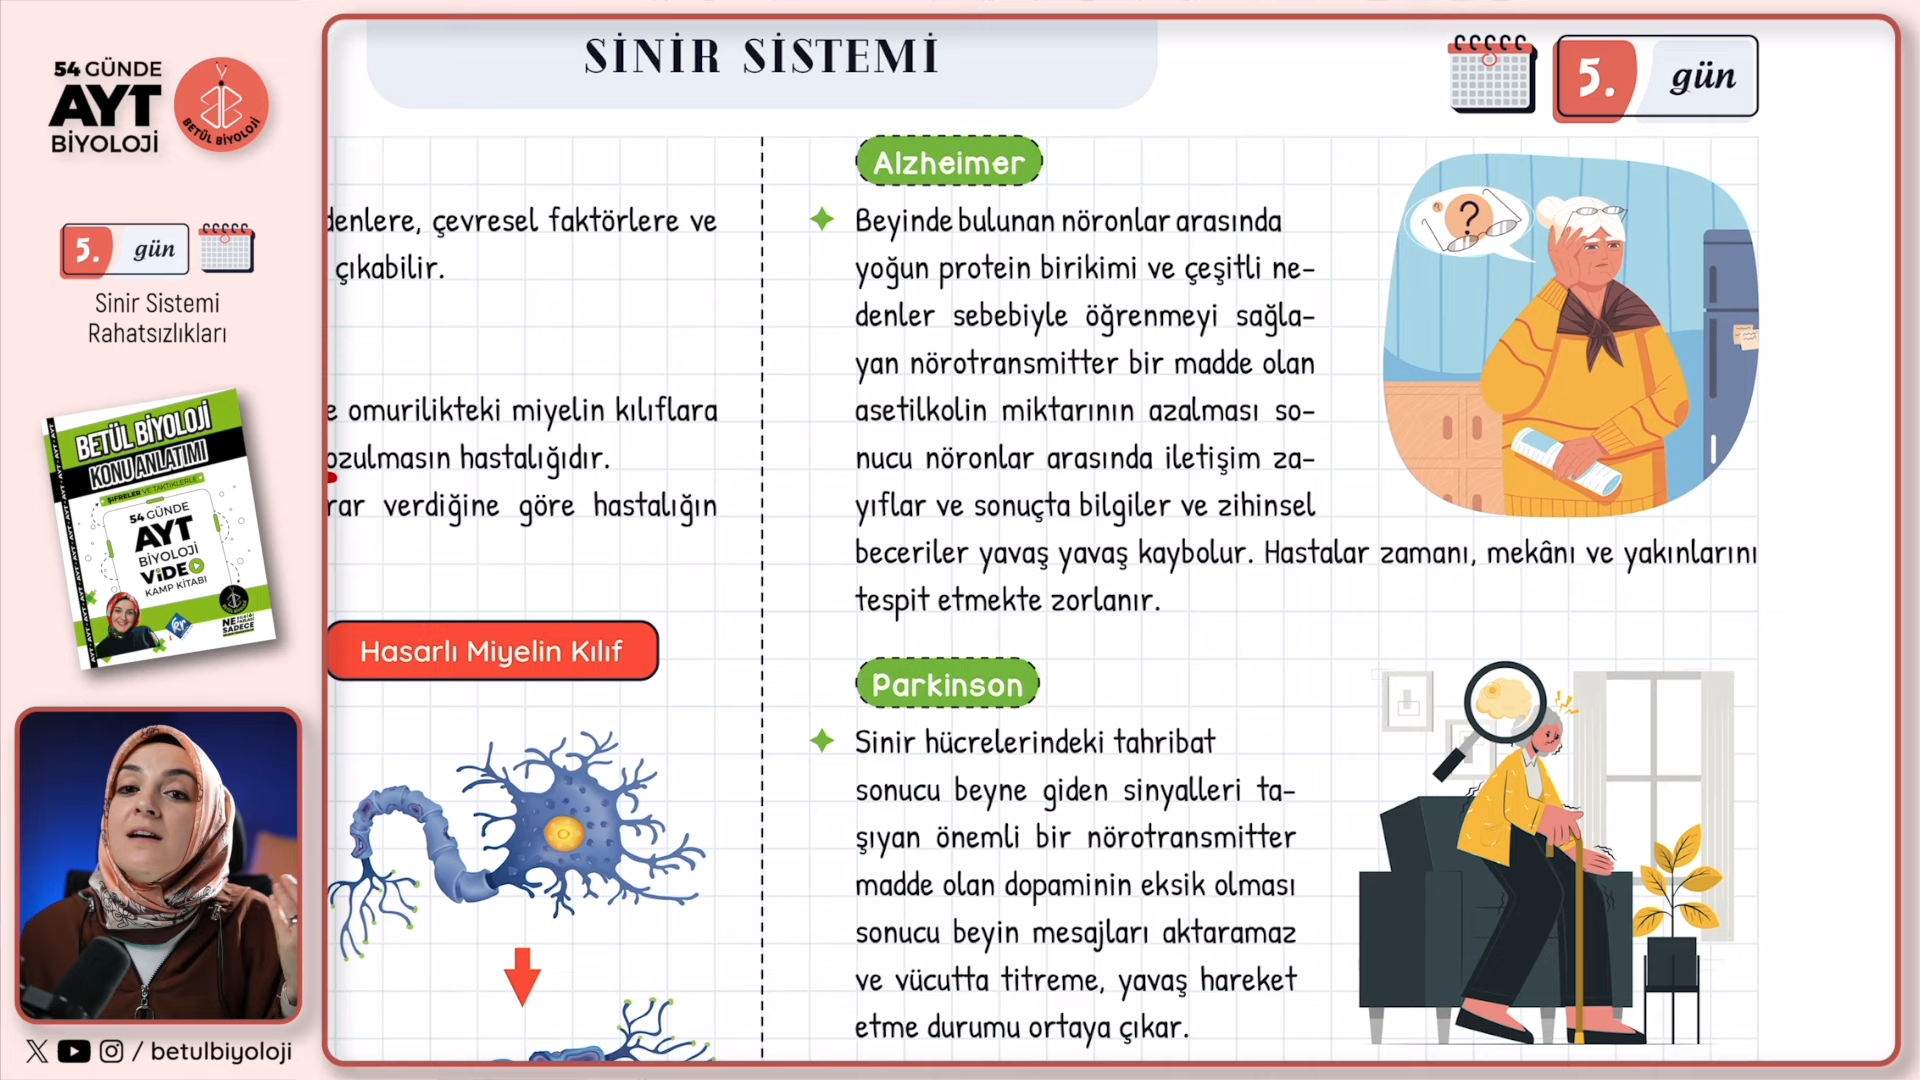 54 GÜNDE
AYT
BİYOLOJİ
BETÜL BİYOLOJİ
5. gün
Sinir Sistemi
Rahatsızlıkları
BETÜL BİYOLOJİ
KONU ANLATIMI
ŞİFRELER VE TAKTİKLERLE
54 GÜNDE
AYT
BİYOLOJİ
VİDEO
KAMP KİTABI
/ betulbiyoloji
SİNİR SİSTEMİ
5. gün
denlere, çevresel faktörlere ve
çıkabilir.
e omurilikteki miyelin kılıflara
ozulmasın hastalığıdır.
rar verdiğine göre hastalığın
Hasarlı Miyelin Kılıf
Alzheimer
Beyinde bulunan nöronlar arasında
yoğun protein birikimi ve çeşitli ne-
denler sebebiyle öğrenmeyi sağla-
yan nörotransmitter bir madde olan
asetilkolin miktarının azalması so-
nucu nöronlar arasında iletişim za-
yıflar ve sonuçta bilgiler ve zihinsel
beceriler yavaş yavaş kaybolur. Hastalar zamanı, mekânı ve yakınlarını
tespit etmekte zorlanır.
Parkinson
Sinir hücrelerindeki tahribat
sonucu beyne giden sinyalleri ta-
şıyan önemli bir nörotransmitter
madde olan dopaminin eksik olması
sonucu beyin mesajları aktaramaz
ve vücutta titreme, yavaş hareket
etme durumu ortaya çıkar.